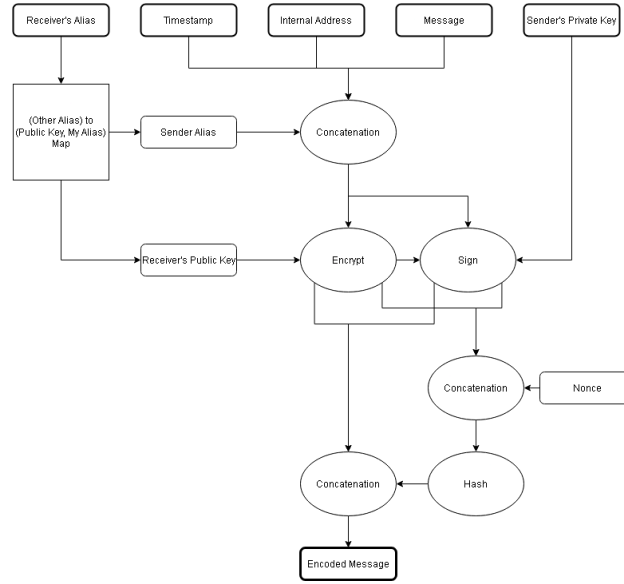 Receiver's Alias
Timestamp
Internal Address
Message
Sender's Private Key
(Other Alias) to
(Public Key, My Alias)
Map
Sender Alias
Concatenation
Receiver's Public Key
Encrypt
Sign
Concatenation
Nonce
Concatenation
Hash
Encoded Message